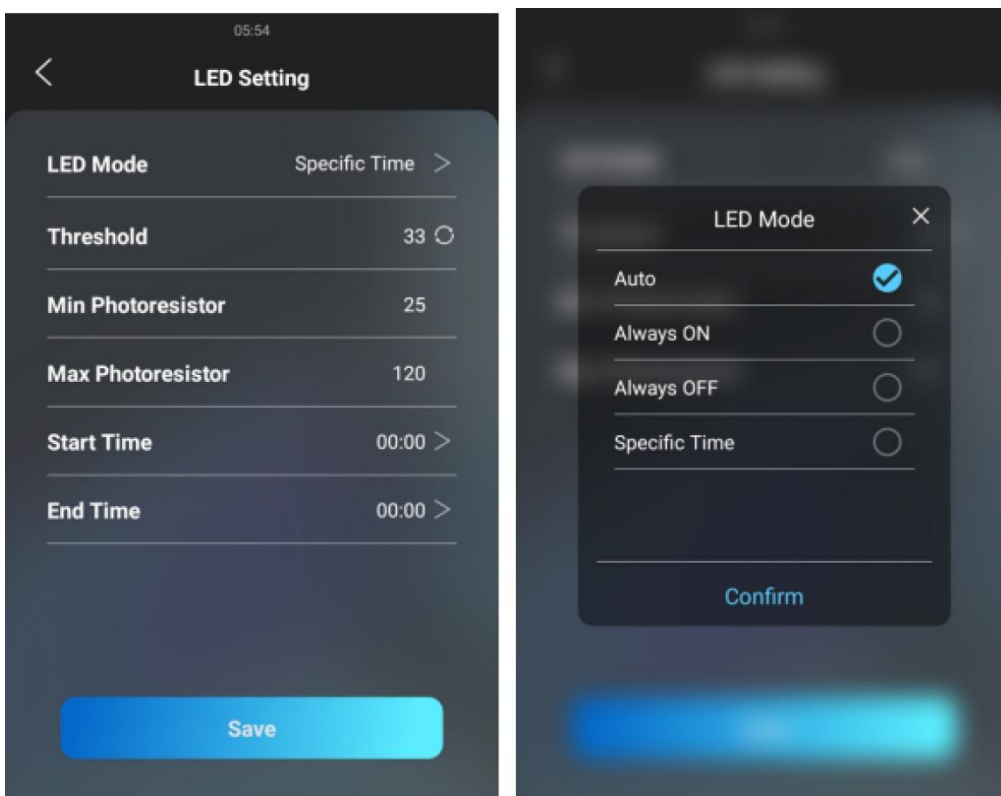 05:54
LED Setting
LED Mode Specific Time >
Threshold 33
Min Photoresistor 25
Max Photoresistor 120
Start Time 00:00 >
End Time 00:00 >
Save
LED Mode
Auto
Always ON
Always OFF
Specific Time
Confirm